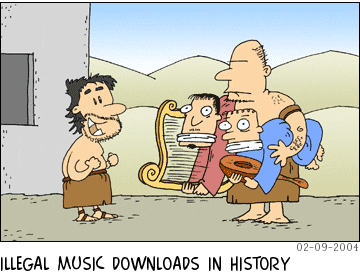 02-09-2004
ILLEGAL MUSIC DOWNLOADS IN HISTORY